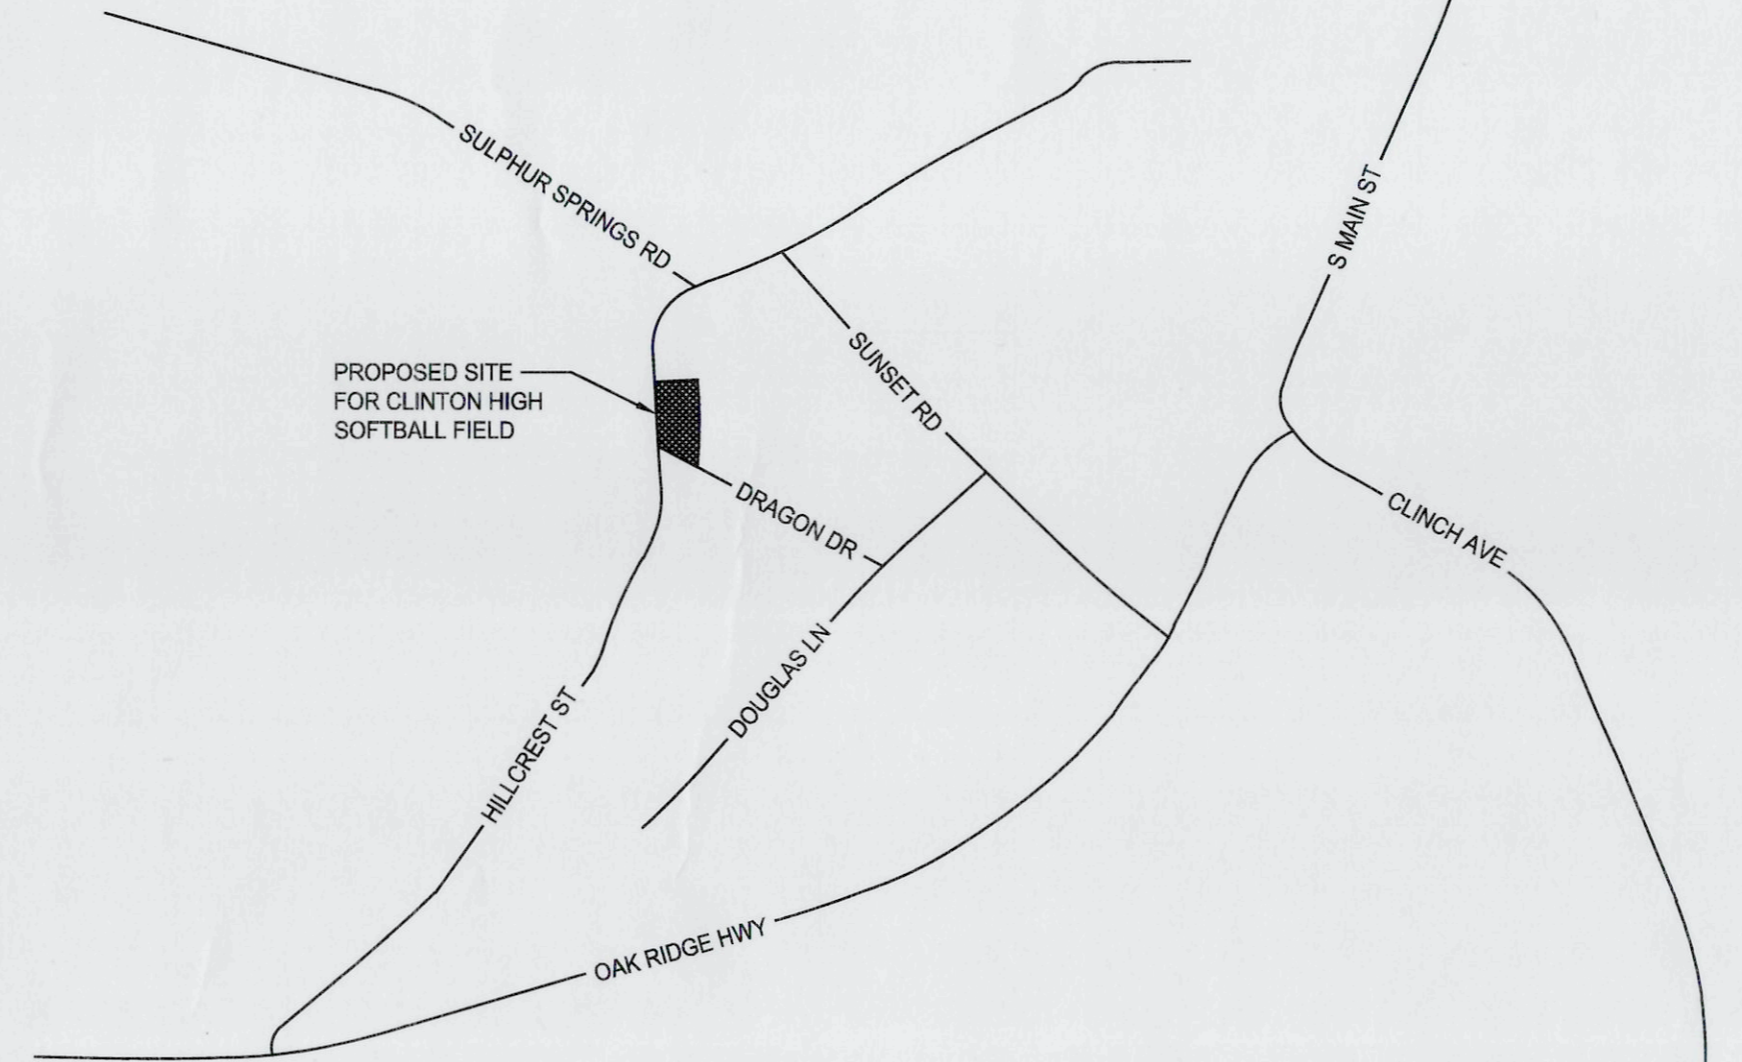 SULPHUR SPRINGS RD
S MAIN ST
PROPOSED SITE
FOR CLINTON HIGH
SOFTBALL FIELD
SUNSET RD
DRAGON DR
CLINCH AVE
DOUGLAS LN
HILLCREST ST
OAK RIDGE HWY